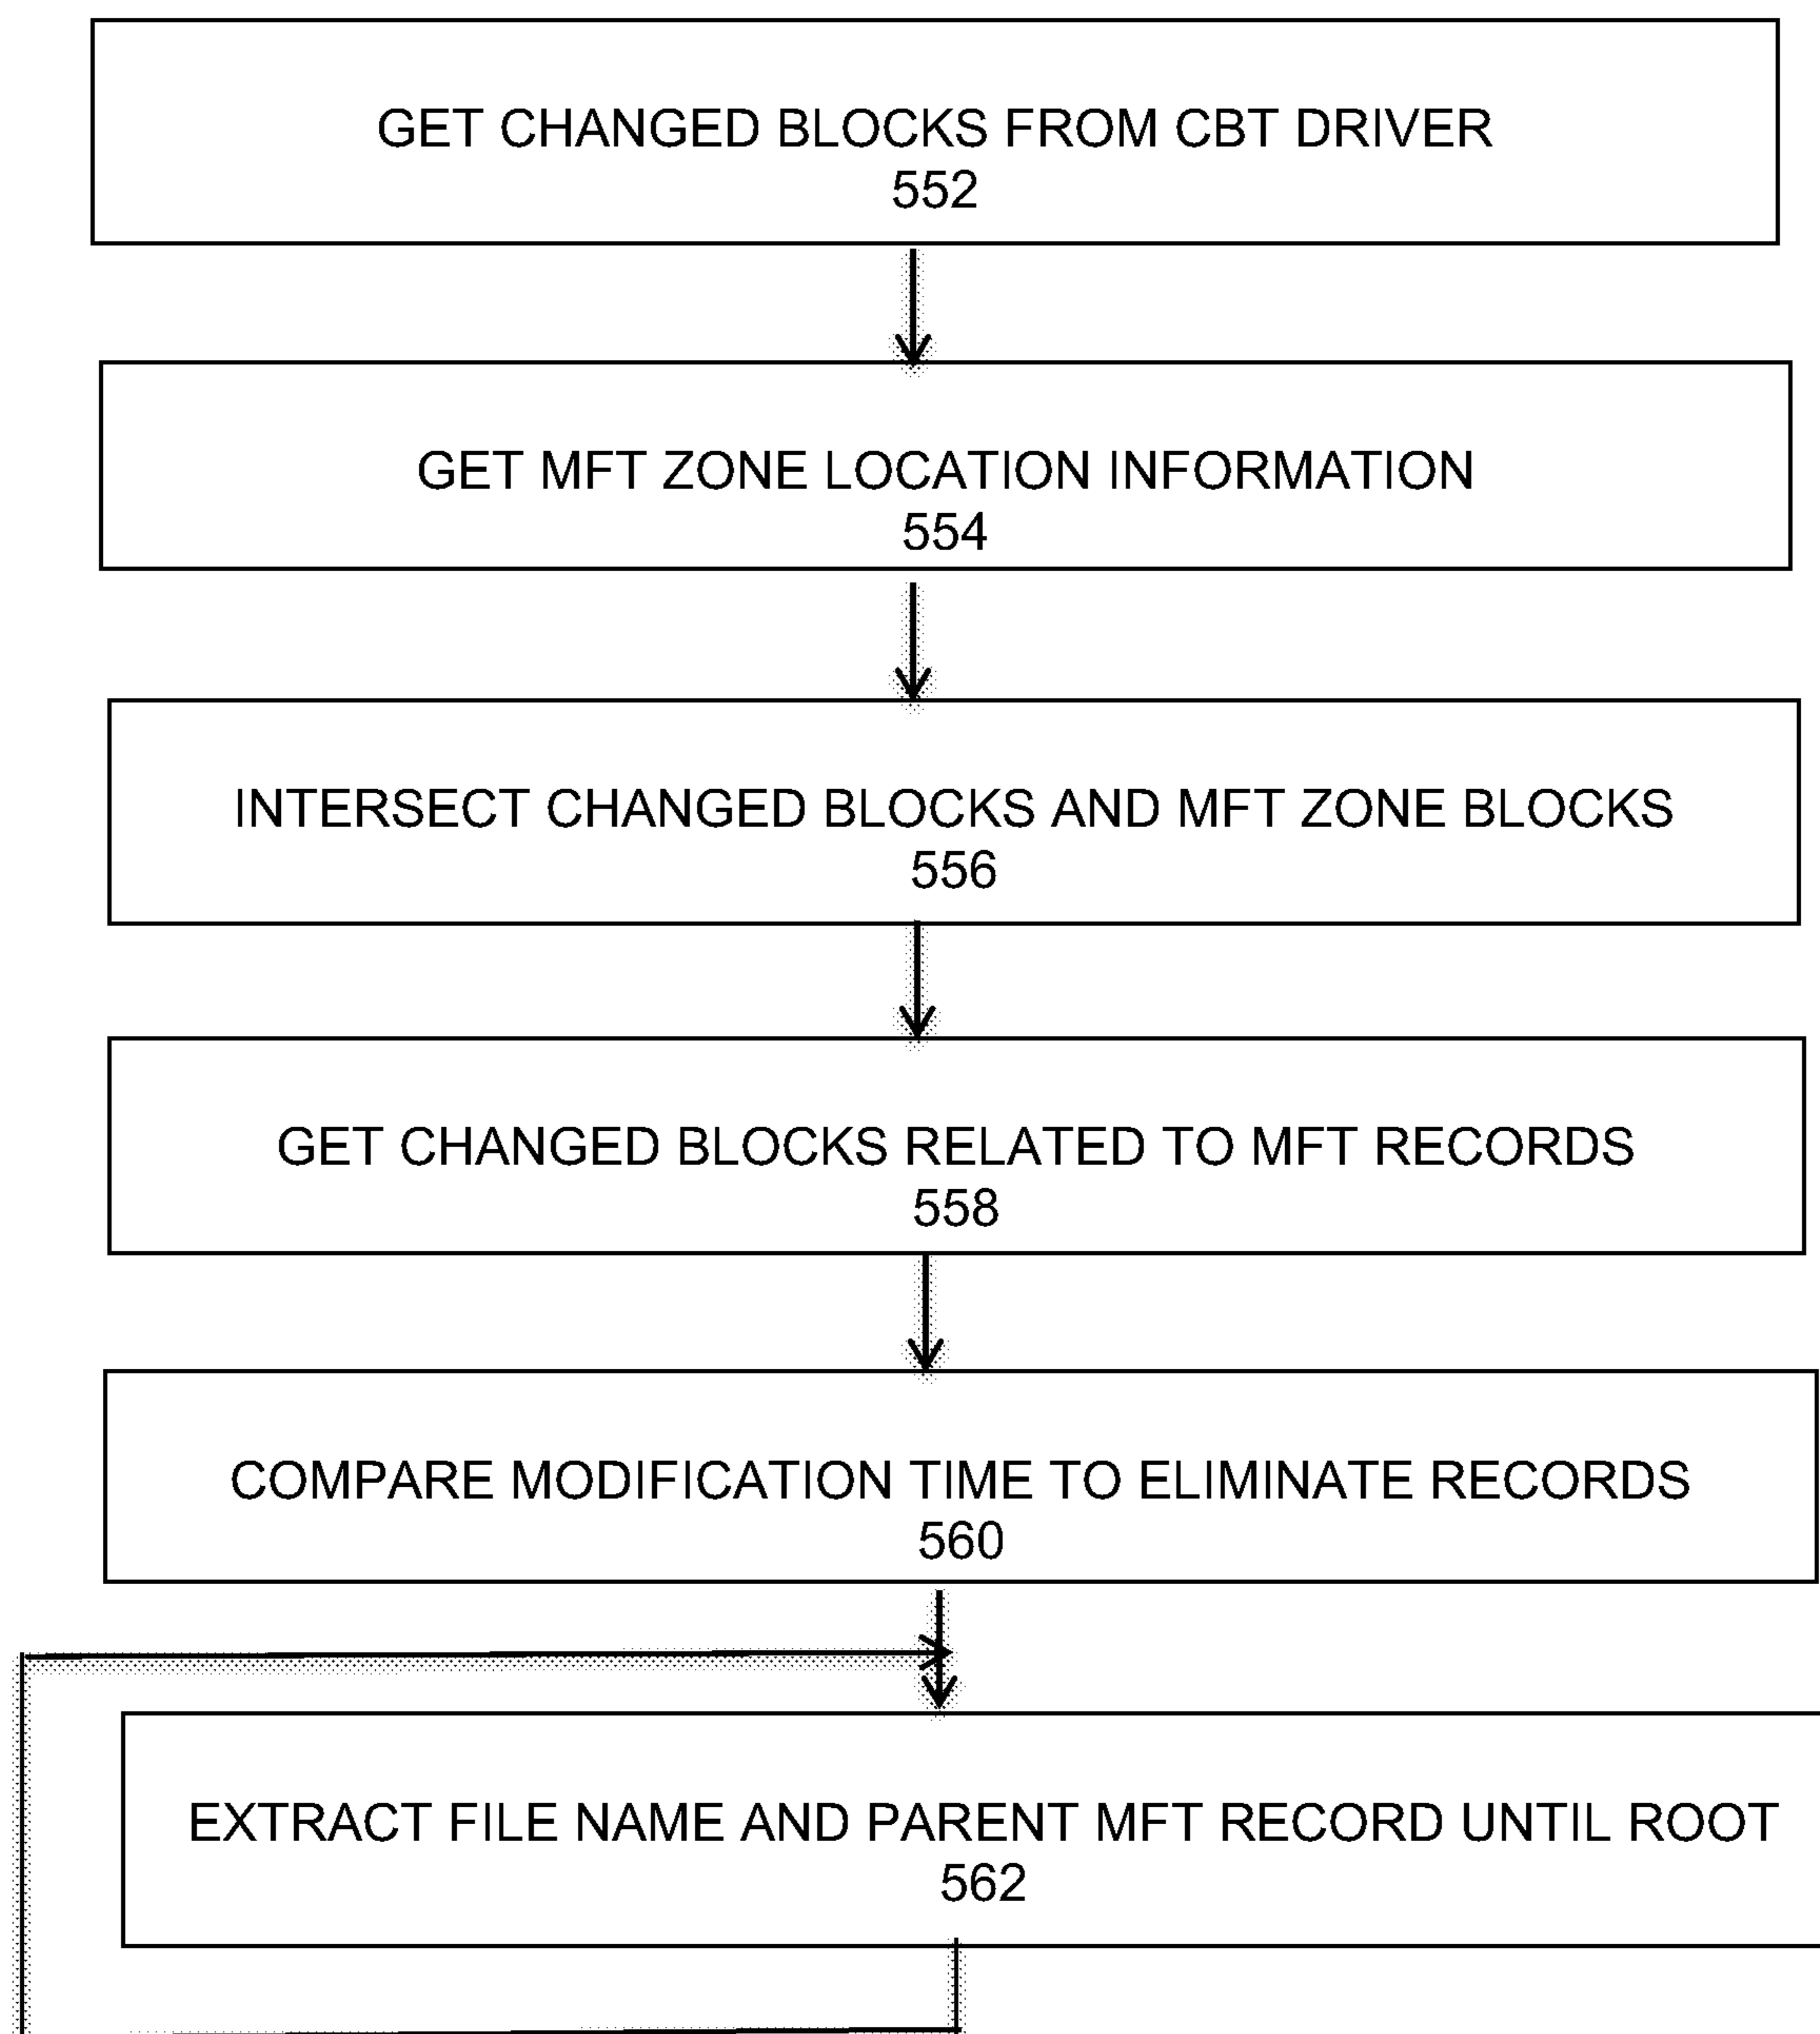 GET CHANGED BLOCKS FROM CBT DRIVER
552
GET MFT ZONE LOCATION INFORMATION
554
INTERSECT CHANGED BLOCKS AND MFT ZONE BLOCKS
556
GET CHANGED BLOCKS RELATED TO MFT RECORDS
558
COMPARE MODIFICATION TIME TO ELIMINATE RECORDS
560
EXTRACT FILE NAME AND PARENT MFT RECORD UNTIL ROOT
562